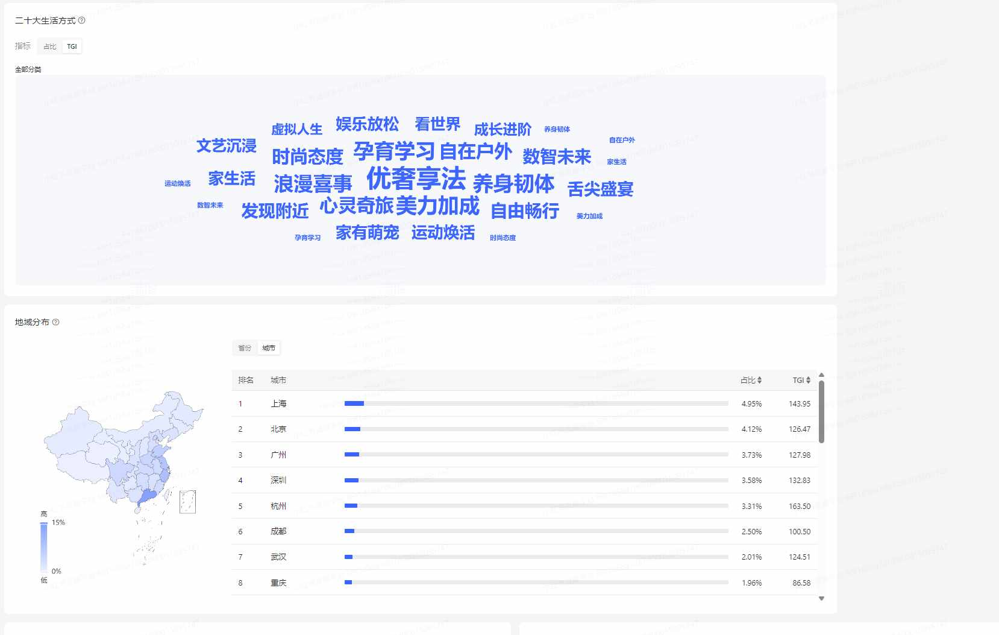 二十大生活方式
指标 占比 TGI
全部分类
虚拟人生 娱乐放松 看世界 成长进阶 养身韧体
文艺沉浸 自在户外
时尚态度 孕育学习 自在户外 数智未来 家生活
运动焕活 家生活 浪漫喜事 优奢享法 养身韧体 舌尖盛宴
数智未来 发现附近 心灵奇旅 美力加成 自由畅行 美力加成
孕育学习 家有萌宠 运动焕活 时尚态度
地域分布
省份 城市
排名 城市 占比 TGI
1 上海 4.95% 143.95
2 北京 4.12% 126.47
3 广州 3.73% 127.98
4 深圳 3.58% 132.83
5 杭州 3.31% 163.50
6 成都 2.50% 100.50
7 武汉 2.01% 124.51
8 重庆 1.96% 86.58
高
15%
0%
低